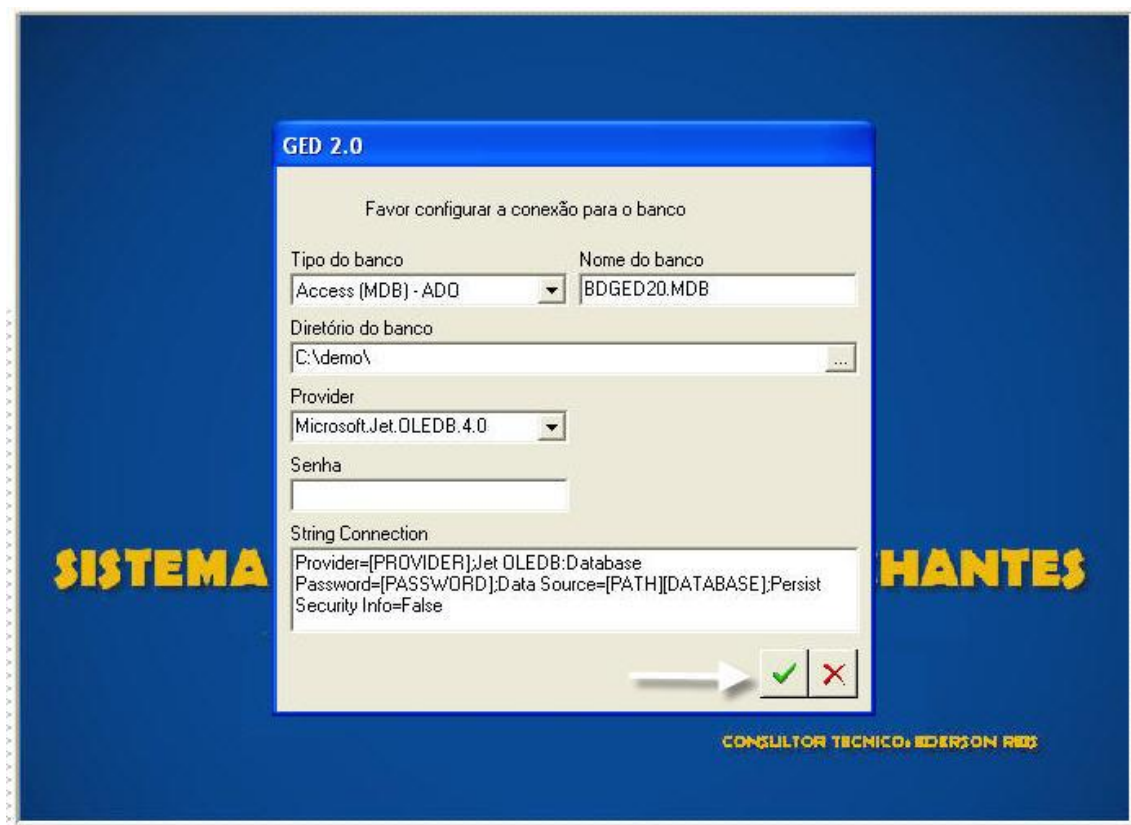 GED 2.0
Favor configurar a conexão para o banco
Tipo do banco
Nome do banco
Access (MDB) - ADO
BDGED20.MDB
Diretório do banco
C:\demo\
...
Provider
Microsoft.Jet.OLEDB.4.0
Senha
String Connection
Provider=[PROVIDER];Jet OLEDB:Database
Password=[PASSWORD];Data Source=[PATH][DATABASE];Persist
Security Info=False
SISTEMA
HANTES
CONSULTOR TECNICO: EDERSON REIS